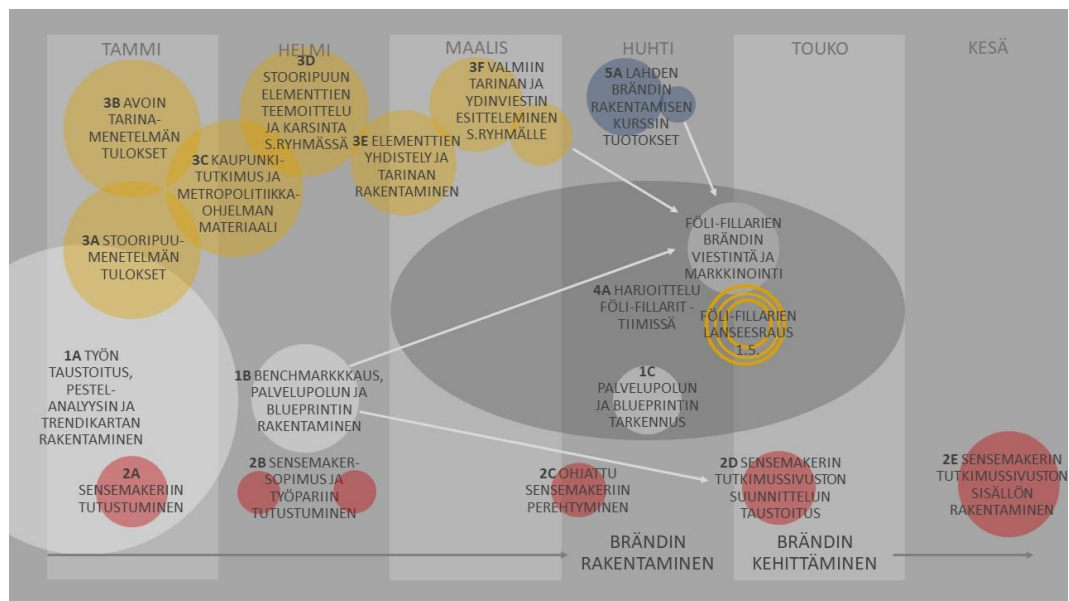 TAMMI
HELMI
MAALIS
HUHTI
TOUKO
KESÄ
3B AVOIN
TARINA-
MENETELMÄN
TULOKSET
3D
STOORIPUUN
ELEMENTTIEN
TEEMOITTELU
JA KARSINTA
S.RYHMÄSSÄ
3F VALMIIN
TARINAN JA
YDINVIESTIN
ESITTELEMINEN
S.RYHMÄLLE
5A LAHDEN
BRÄNDIN
RAKENTAMISEN
KURSSIN
TUOTOKSET
3C KAUPUNKI-
TUTKIMUS JA
METROPOLITIIKKA-
OHJELMAN
MATERIAALI
3E ELEMENTTIEN
YHDISTELY JA
TARINAN
RAKENTAMINEN
3A STOORIPUU-
MENETELMÄN
TULOKSET
FÖLI-FILLARIEN
BRÄNDIN
VIESTINTÄ JA
MARKKINOINTI
4A HARJOITTELU
FÖLI-FILLARIT -
TIIMISSÄ
FÖLI-FILLARIEN
LANSEESRAUS
1.5.
1A TYÖN
TAUSTOITUS,
PESTEL-
ANALYYSIN JA
TRENDIKARTAN
RAKENTAMINEN
1B BENCHMARKKKAUS,
PALVELUPOLUN JA
BLUEPRINTIN
RAKENTAMINEN
1C
PALVELUPOLUN
JA BLUEPRINTIN
TARKENNUS
2A
SENSEMAKERIIN
TUTUSTUMINEN
2B SENSEMAKER-
SOPIMUS JA
TYÖPARIIN
TUTUSTUMINEN
2C OHJATTU
SENSEMAKERIIN
PEREHTYMINEN
2D SENSEMAKERIN
TUTKIMUSSIVUSTON
SUUNNITTELUN
TAUSTOITUS
2E SENSEMAKERIN
TUTKIMUSSIVUSTON
SISÄLLÖN
RAKENTAMINEN
BRÄNDIN
RAKENTAMINEN
BRÄNDIN
KEHITTÄMINEN